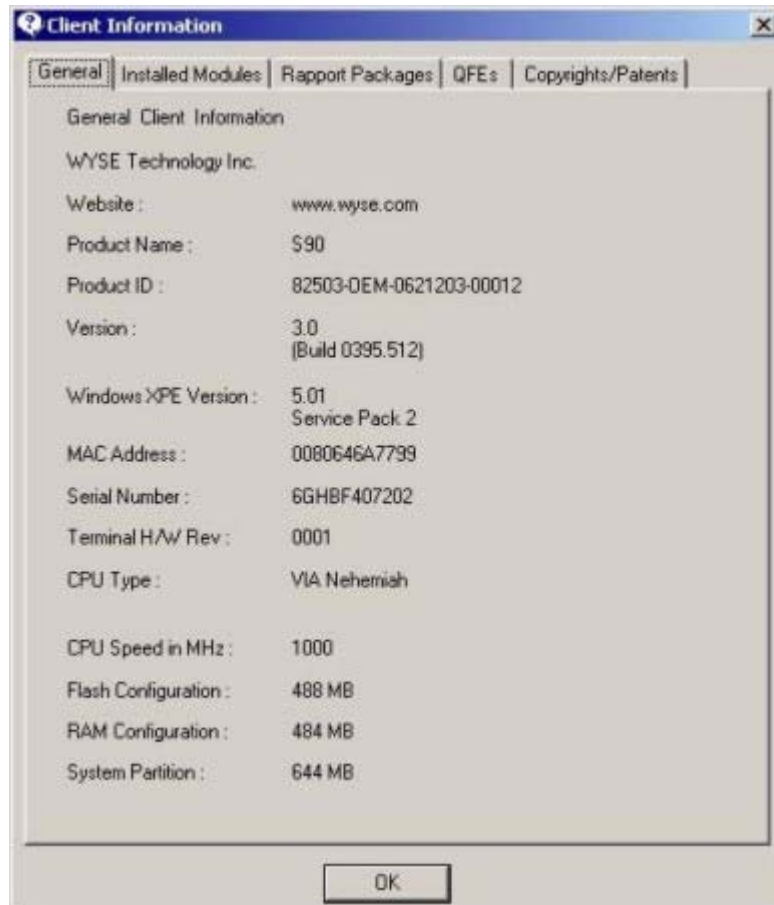 Client Information
General Installed Modules Rapport Packages QFEs Copyrights/Patents
General Client Information
WYSE Technology Inc.
Website : www.wyse.com
Product Name : S90
Product ID : 82503-OEM-0621203-00012
Version : 3.0
(Build 0395.512)
Windows XPE Version : 5.01
Service Pack 2
MAC Address : 0080646A7799
Serial Number : 6GHBF407202
Terminal H/W Rev : 0001
CPU Type : VIA Nehemiah
CPU Speed in MHz : 1000
Flash Configuration : 488 MB
RAM Configuration : 484 MB
System Partition : 644 MB
OK